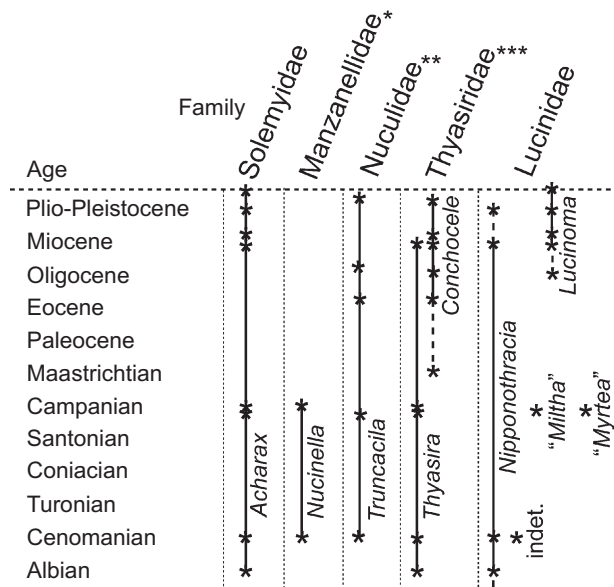 Family
Solemyidae
Manzanellidae*
Nuculidae**
Thyasiridae***
Lucinidae
Age
Plio-Pleistocene
Miocene
Oligocene
Eocene
Paleocene
Maastrichtian
Campanian
Santonian
Coniacian
Turonian
Cenomanian
Albian
Acharax
Nucinella
Truncacila
Thyasira
Conchocele
Nipponothracia
indet.
Lucinoma
“Miltha”
“Myrtea”